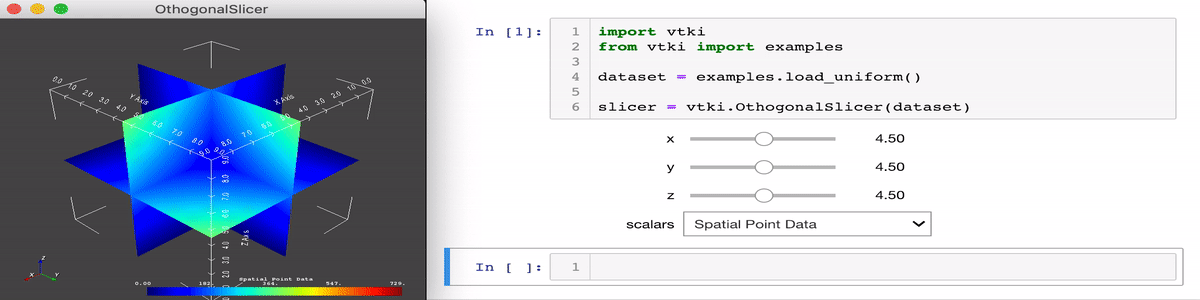 OthogonalSlicer
0.0 1.0 2.0 3.0 4.0 5.0 6.0 7.0 8.0 9.0
Y Axis
0.0 1.0 2.0 3.0 4.0 5.0 6.0 7.0 8.0 9.0
X Axis
9.0 8.0 7.0 6.0 5.0 4.0 3.0 2.0
Z Axis
Z
X
Y
Spatial Point Data
0.00 182. 364. 547. 729.
In [1]:
1 import vtki
2 from vtki import examples
3
4 dataset = examples.load_uniform()
5
6 slicer = vtki.OthogonalSlicer(dataset)
x 4.50
y 4.50
z 4.50
scalars Spatial Point Data
In [ ]: 1